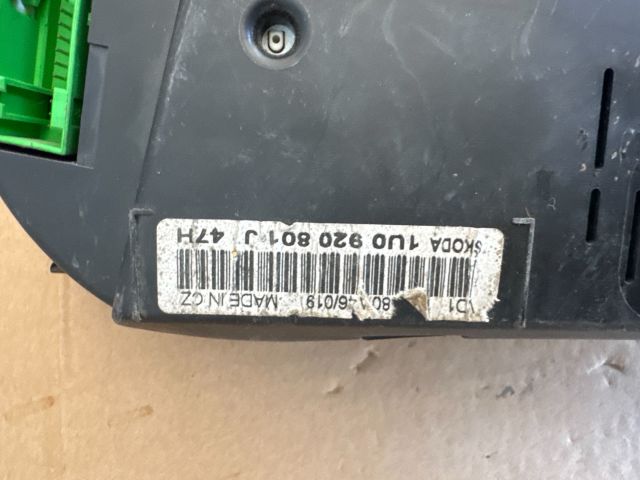 SKODA 1U0 920 801 J 47H
VD1 MADE IN CZ